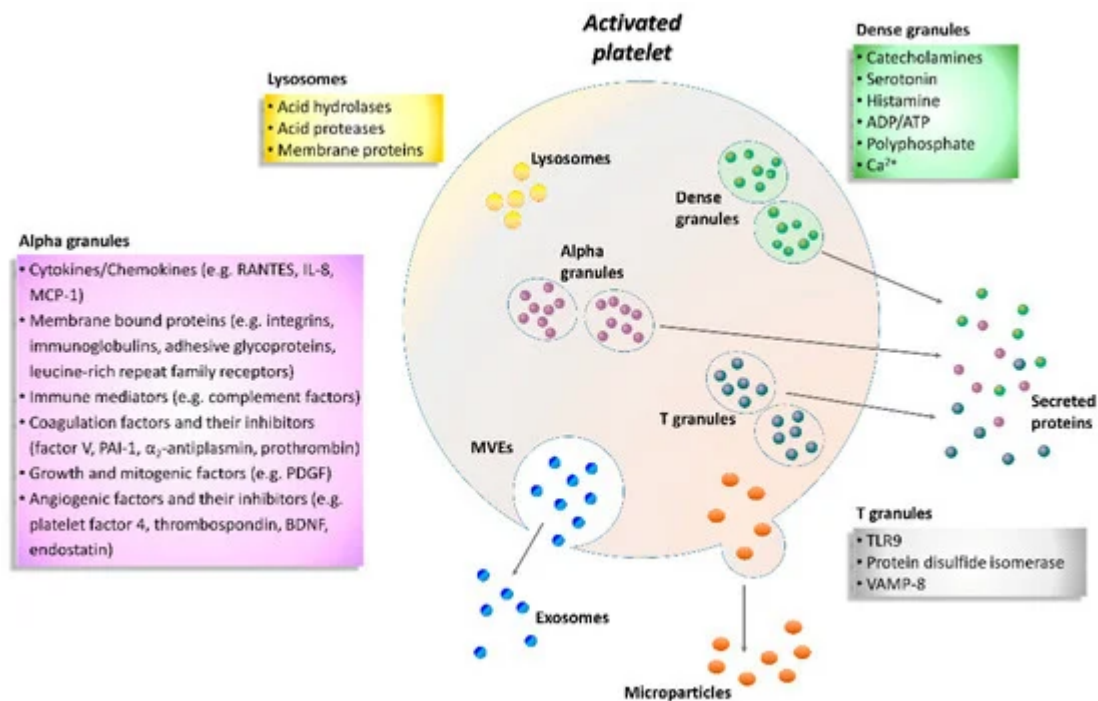 Activated
platelet
Dense granules
• Catecholamines
• Serotonin
• Histamine
• ADP/ATP
• Polyphosphate
• Ca²⁺
Lysosomes
• Acid hydrolases
• Acid proteases
• Membrane proteins
Lysosomes
Dense
granules
Alpha granules
• Cytokines/Chemokines (e.g. RANTES, IL-8,
MCP-1)
• Membrane bound proteins (e.g. integrins,
immunoglobulins, adhesive glycoproteins,
leucine-rich repeat family receptors)
• Immune mediators (e.g. complement factors)
• Coagulation factors and their inhibitors
(factor V, PAI-1, α₂-antiplasmin, prothrombin)
• Growth and mitogenic factors (e.g. PDGF)
• Angiogenic factors and their inhibitors (e.g.
platelet factor 4, thrombospondin, BDNF,
endostatin)
Alpha
granules
T granules
MVEs
Secreted
proteins
T granules
• TLR9
• Protein disulfide isomerase
• VAMP-8
Exosomes
Microparticles